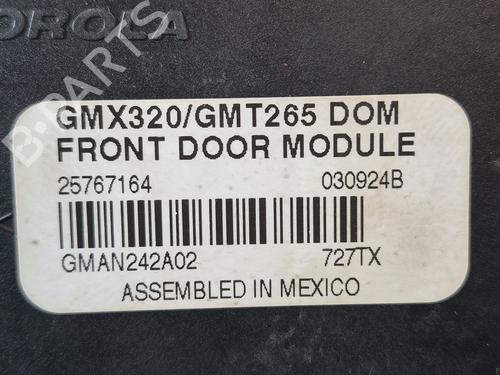 OROLA
B-PARTS
GMX320/GMT265 DOM
FRONT DOOR MODULE
25767164 030924B
GMAN242A02 727TX
ASSEMBLED IN MEXICO